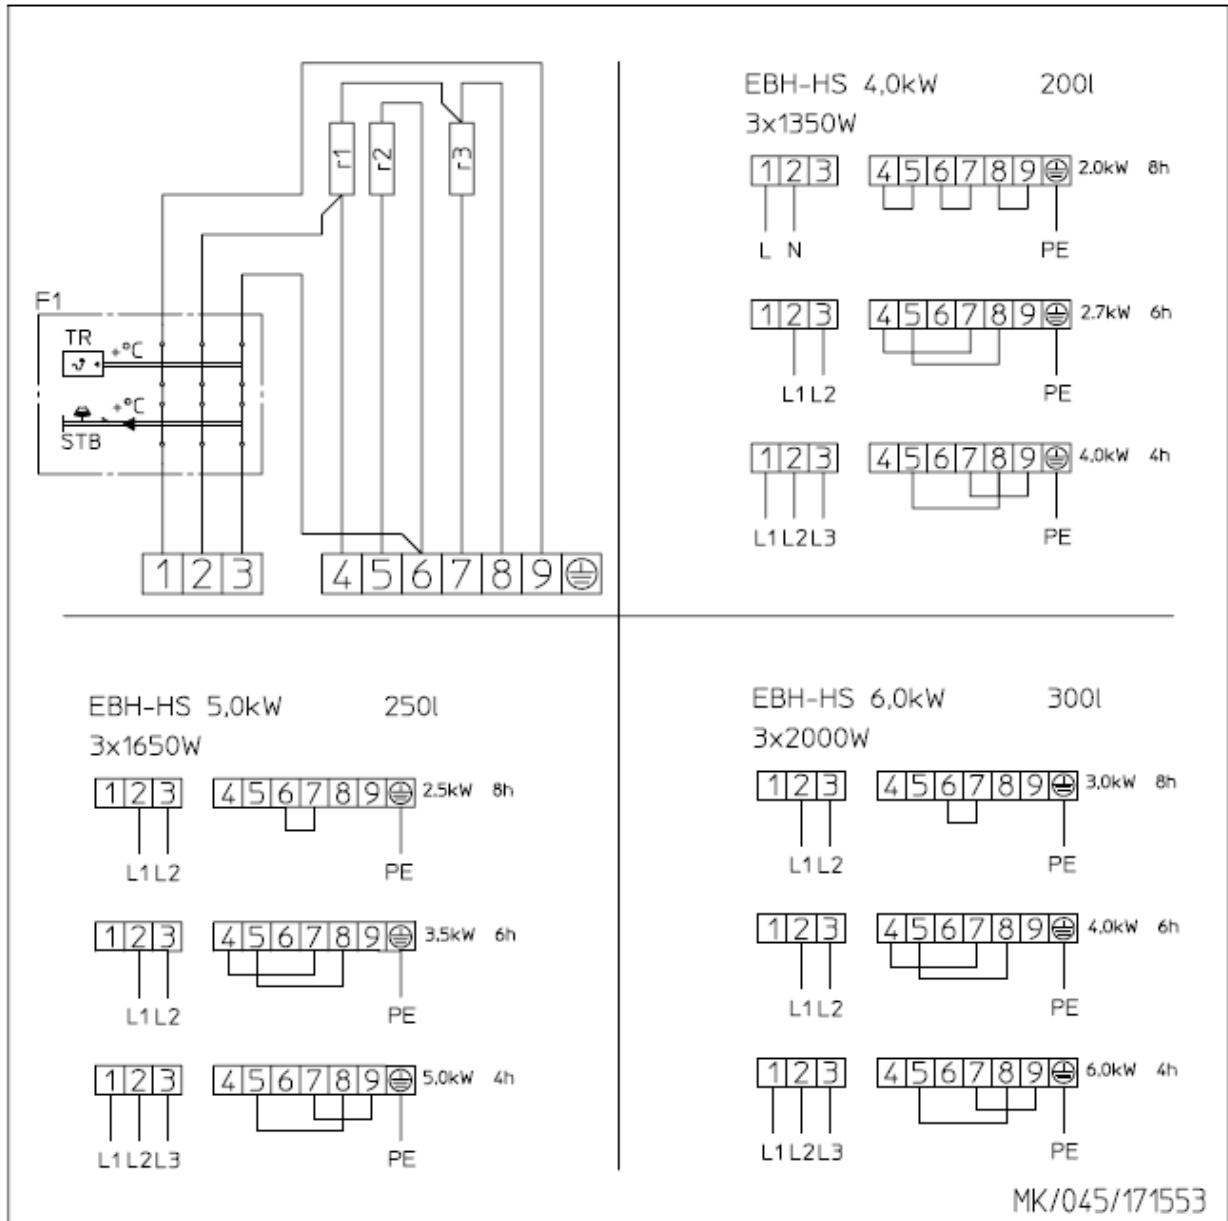 r1 r2 r3
F1
TR
+°C
+°C
STB
1 2 3 4 5 6 7 8 9
EBH-HS 4,0kW 200l
3x1350W
1 2 3 4 5 6 7 8 9 2.0kW 8h
L N PE
1 2 3 4 5 6 7 8 9 2.7kW 6h
L1 L2 PE
1 2 3 4 5 6 7 8 9 4.0kW 4h
L1 L2 L3 PE
EBH-HS 5,0kW 250l
3x1650W
1 2 3 4 5 6 7 8 9 2.5kW 8h
L1 L2 PE
1 2 3 4 5 6 7 8 9 3,5kW 6h
L1 L2 PE
1 2 3 4 5 6 7 8 9 5.0kW 4h
L1 L2 L3 PE
EBH-HS 6,0kW 300l
3x2000W
1 2 3 4 5 6 7 8 9 3,0kW 8h
L1 L2 PE
1 2 3 4 5 6 7 8 9 4,0kW 6h
L1 L2 PE
1 2 3 4 5 6 7 8 9 6,0kW 4h
L1 L2 L3 PE
MK/045/171553